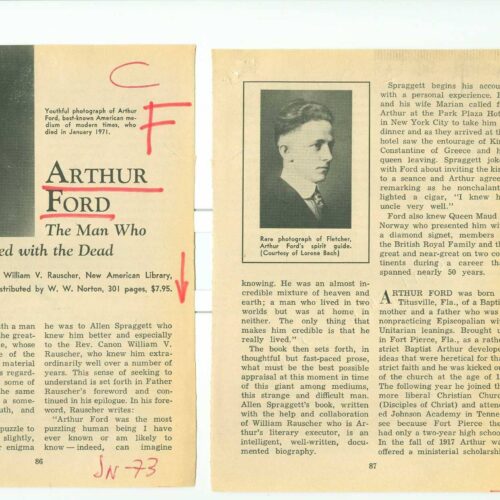 C
F
Youthful photograph of Arthur
Ford, best-known American me-
dium of modern times, who
died in January 1971.
ARTHUR
FORD
The Man Who
ed with the Dead
William V. Rauscher, New American Library,
stributed by W. W. Norton, 301 pages, $7.95.
th a man
the great-
e, whose
e of the
material
regard as
some of
the same
a some-
uth, and
puzzle to
slightly,
r enigma
he was to Allen Spraggett who
knew him better and especially
to the Rev. Canon William V.
Rauscher, who knew him extra-
ordinarily well over a number of
years. This sense of seeking to
understand is set forth in Father
Rauscher's foreword and con-
tinued in his epilogue. In his fore-
word, Rauscher writes:
"Arthur Ford was the most
puzzling human being I have
ever known or am likely to
know — indeed, can imagine
86
JN-73
Rare photograph of Fletcher,
Arthur Ford's spirit guide.
(Courtesy of Lorene Bach)
knowing. He was an almost in-
credible mixture of heaven and
earth; a man who lived in two
worlds but was at home in
neither. The only thing that
makes him credible is that he
really lived."
The book then sets forth, in
thoughtful but fast-paced prose,
what must be the best possible
appraisal at this moment in time
of this giant among mediums,
this strange and difficult man.
Allen Spraggett's book, written
with the help and collaboration
of William Rauscher who is Ar-
thur's literary executor, is an
intelligent, well-written, docu-
mented biography.
Spraggett begins his accou
with a personal experience. H
and his wife Marian called f
Arthur at the Park Plaza Hot
in New York City to take him
dinner and as they arrived at th
hotel saw the entourage of Kin
Constantine of Greece and h
queen leaving. Spraggett jok
with Ford about inviting the ki
to a seance and Arthur agree
remarking as he nonchalant
lighted a cigar, "I knew h
uncle very well."
Ford also knew Queen Maud
Norway who presented him wi
a diamond signet, members
the British Royal Family and th
great and near-great on two co
tinents during a career th
spanned nearly 50 years.
ARTHUR FORD was born
Titusville, Fla., of a Bapti
mother and a father who was
nonpracticing Episcopalian wi
Unitarian leanings. Brought u
in Fort Pierce, Fla., as a rathe
strict Baptist Arthur develope
ideas that were heretical for th
strict faith and he was kicked ou
of the church at the age of 1
The following year he joined t
more liberal Christian Churc
(Disciples of Christ) and atten
ed Johnson Academy in Tenne
see because Fort Pierce the
had only a two-year high scho
In the fall of 1917 Arthur wa
offered a ministerial scholarsh
87